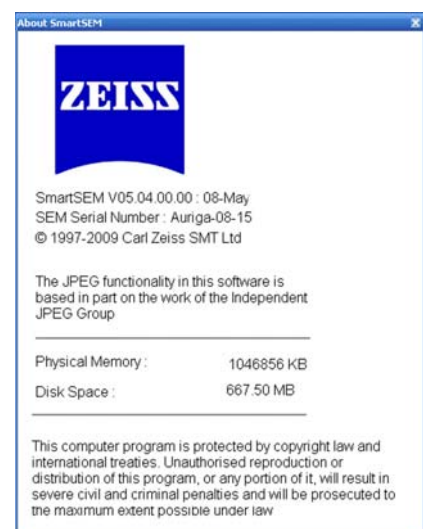 About SmartSEM
ZEISS
SmartSEM V05.04.00.00 : 08-May
SEM Serial Number : Auriga-08-15
© 1997-2009 Carl Zeiss SMT Ltd
The JPEG functionality in this software is
based in part on the work of the Independent
JPEG Group
Physical Memory : 1046856 KB
Disk Space : 667.50 MB
This computer program is protected by copyright law and
international treaties. Unauthorised reproduction or
distribution of this program, or any portion of it, will result in
severe civil and criminal penalties and will be prosecuted to
the maximum extent possible under law